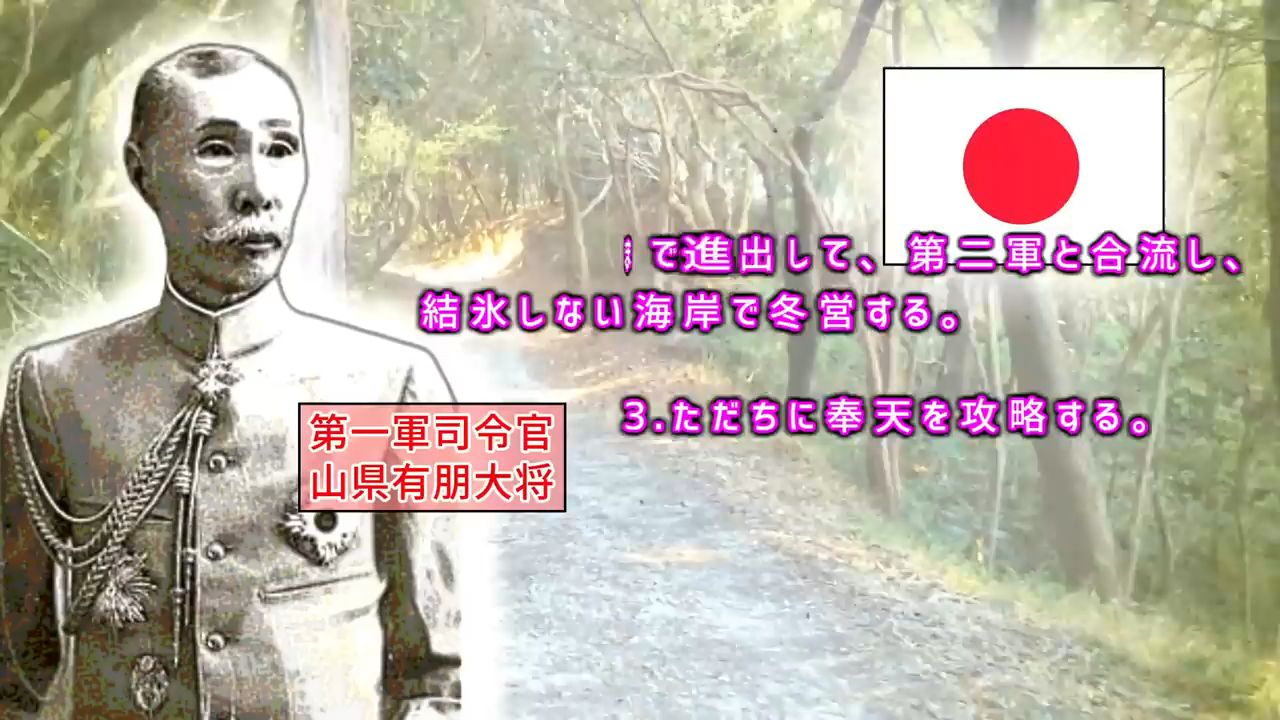 で進出して、第二軍と合流し、
結氷しない海岸で冬営する。
3.ただちに奉天を攻略する。
第一軍司令官
山県有朋大将